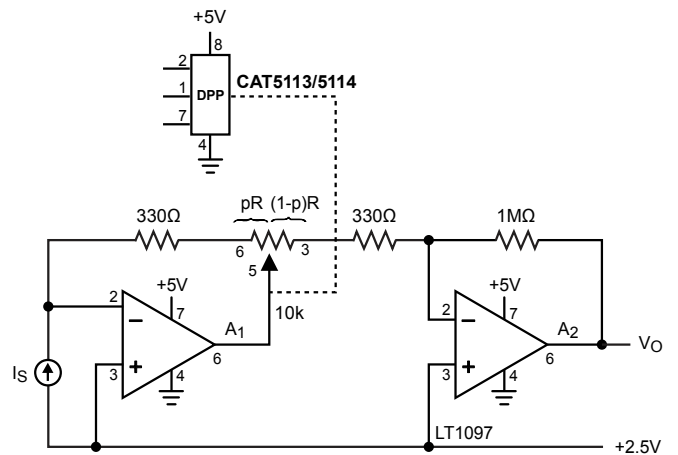 +5V
8
2
CAT5113/5114
1
DPP
7
4
pR (1-p)R
330Ω
330Ω
1MΩ
6
3
5
+5V
10k
+5V
2
7
A1
2
7
A2
–
–
6
VO
6
IS
3
+
4
3
+
4
LT1097
+2.5V